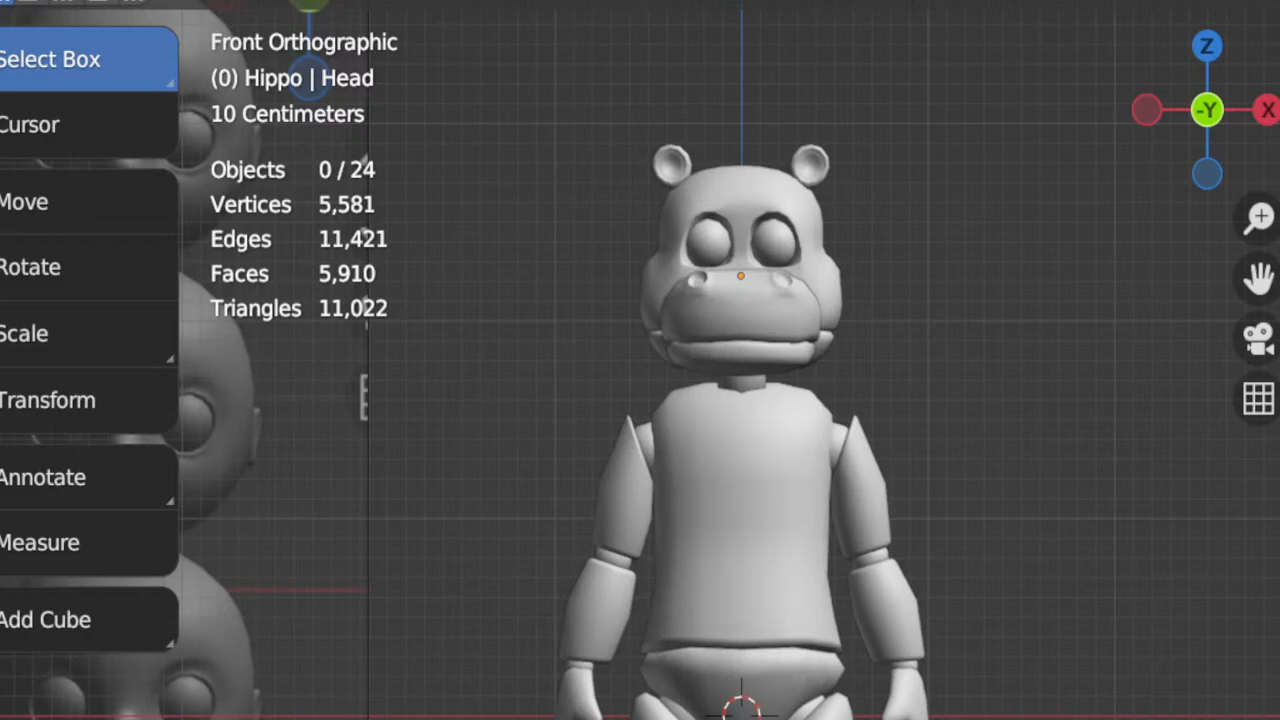 Select Box
Cursor
Move
Rotate
Scale
Transform
Annotate
Measure
Add Cube
Front Orthographic
(0) Hippo | Head
10 Centimeters
Objects 0 / 24
Vertices 5,581
Edges 11,421
Faces 5,910
Triangles 11,022
Z
-Y
X